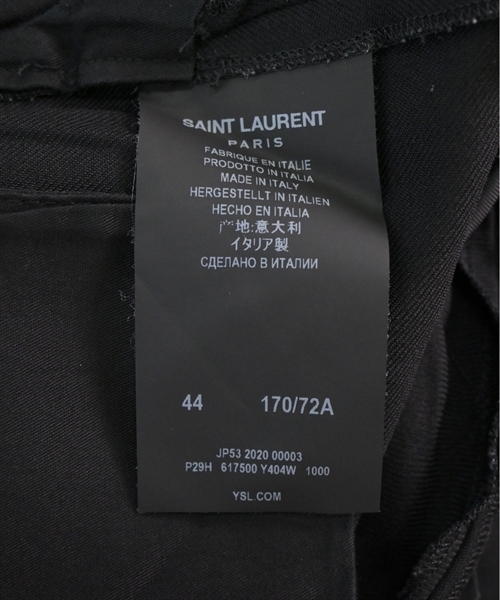 SAINT LAURENT
PARIS
FABRIQUE EN ITALIE
PRODOTTO IN ITALIA
MADE IN ITALY
HERGESTELLT IN ITALIEN
HECHO EN ITALIA
地:意大利
イタリア製
СДЕЛАНО В ИТАЛИИ
44 170/72A
JP53 2020 00003
P29H 617500 Y404W 1000
YSL.COM